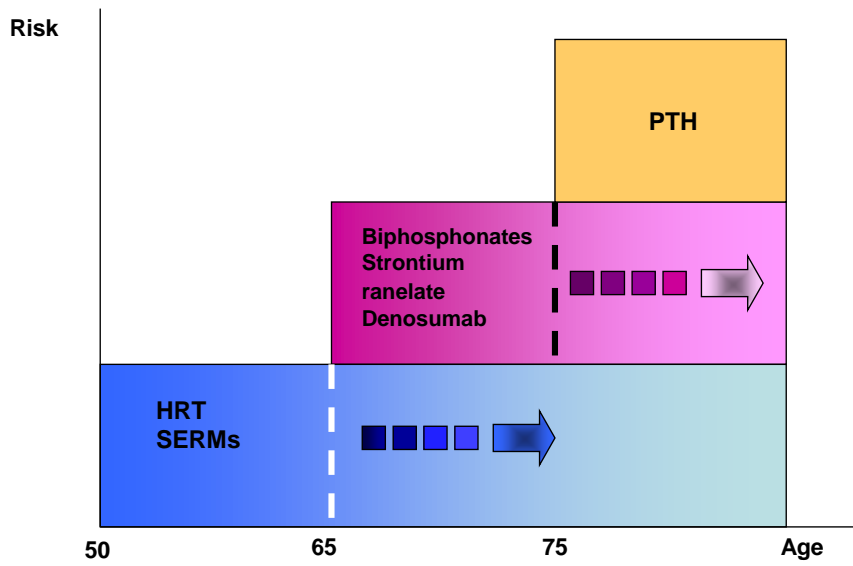 Risk
PTH
Biphosphonates
Strontium
ranelate
Denosumab
HRT
SERMs
50
65
75
Age